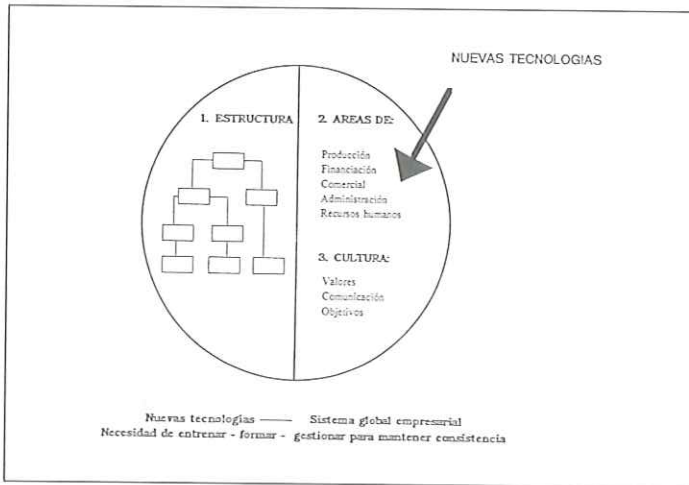 NUEVAS TECNOLOGIAS
1. ESTRUCTURA
2. AREAS DE:
Producción
Financiación
Comercial
Administración
Recursos humanos
3. CULTURA:
Valores
Comunicación
Objetivos
Nuevas tecnologías —— Sistema global empresarial
Necesidad de entrenar - formar - gestionar para mantener consistencia